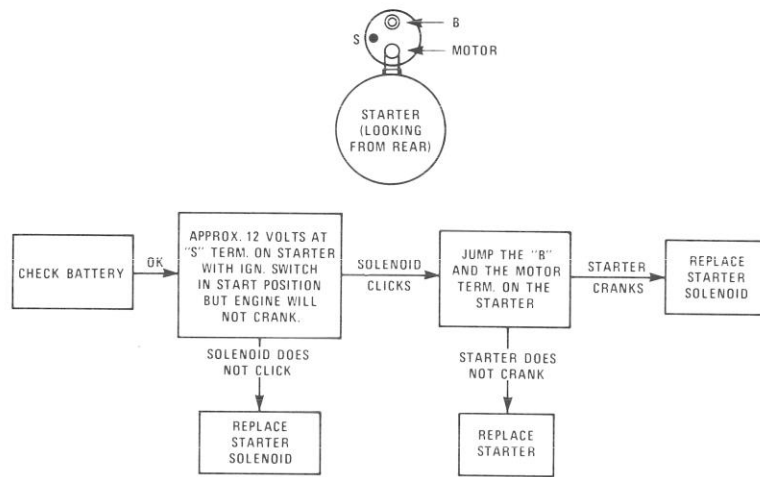 B
S
MOTOR
STARTER
(LOOKING
FROM REAR)
CHECK BATTERY
OK
APPROX. 12 VOLTS AT
"S" TERM. ON STARTER
WITH IGN. SWITCH
IN START POSITION
BUT ENGINE WILL
NOT CRANK.
SOLENOID
CLICKS
JUMP THE "B"
AND THE MOTOR
TERM. ON THE
STARTER
STARTER
CRANKS
REPLACE
STARTER
SOLENOID
SOLENOID DOES
NOT CLICK
REPLACE
STARTER
SOLENOID
STARTER DOES
NOT CRANK
REPLACE
STARTER